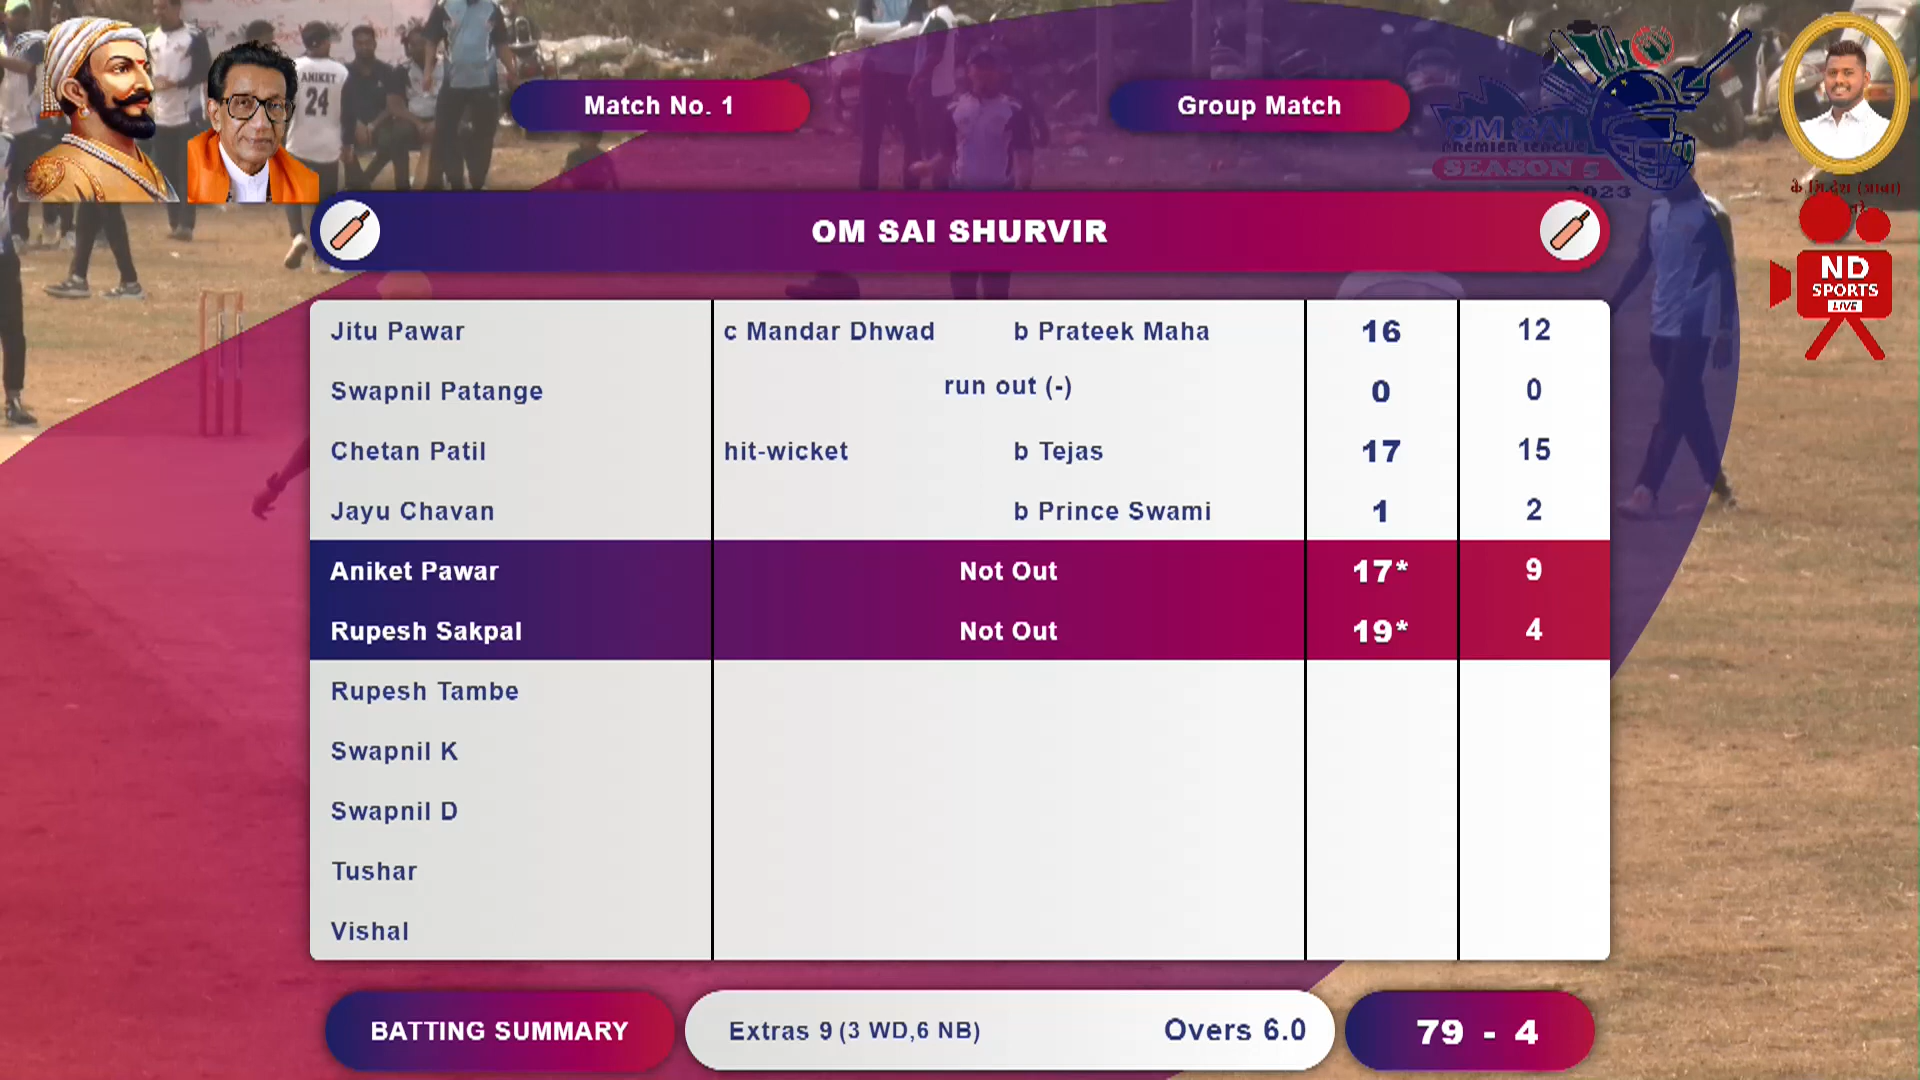 ANIKET
24
Match No. 1
Group Match
OM SAI
PREMIER LEAGUE
SEASON 5
2023
OM SAI SHURVIR
ND
SPORTS
LIVE
Jitu Pawar c Mandar Dhwad b Prateek Maha 16 12
Swapnil Patange run out (-) 0 0
Chetan Patil hit-wicket b Tejas 17 15
Jayu Chavan b Prince Swami 1 2
Aniket Pawar Not Out 17* 9
Rupesh Sakpal Not Out 19* 4
Rupesh Tambe
Swapnil K
Swapnil D
Tushar
Vishal
BATTING SUMMARY Extras 9 (3 WD,6 NB) Overs 6.0 79 - 4